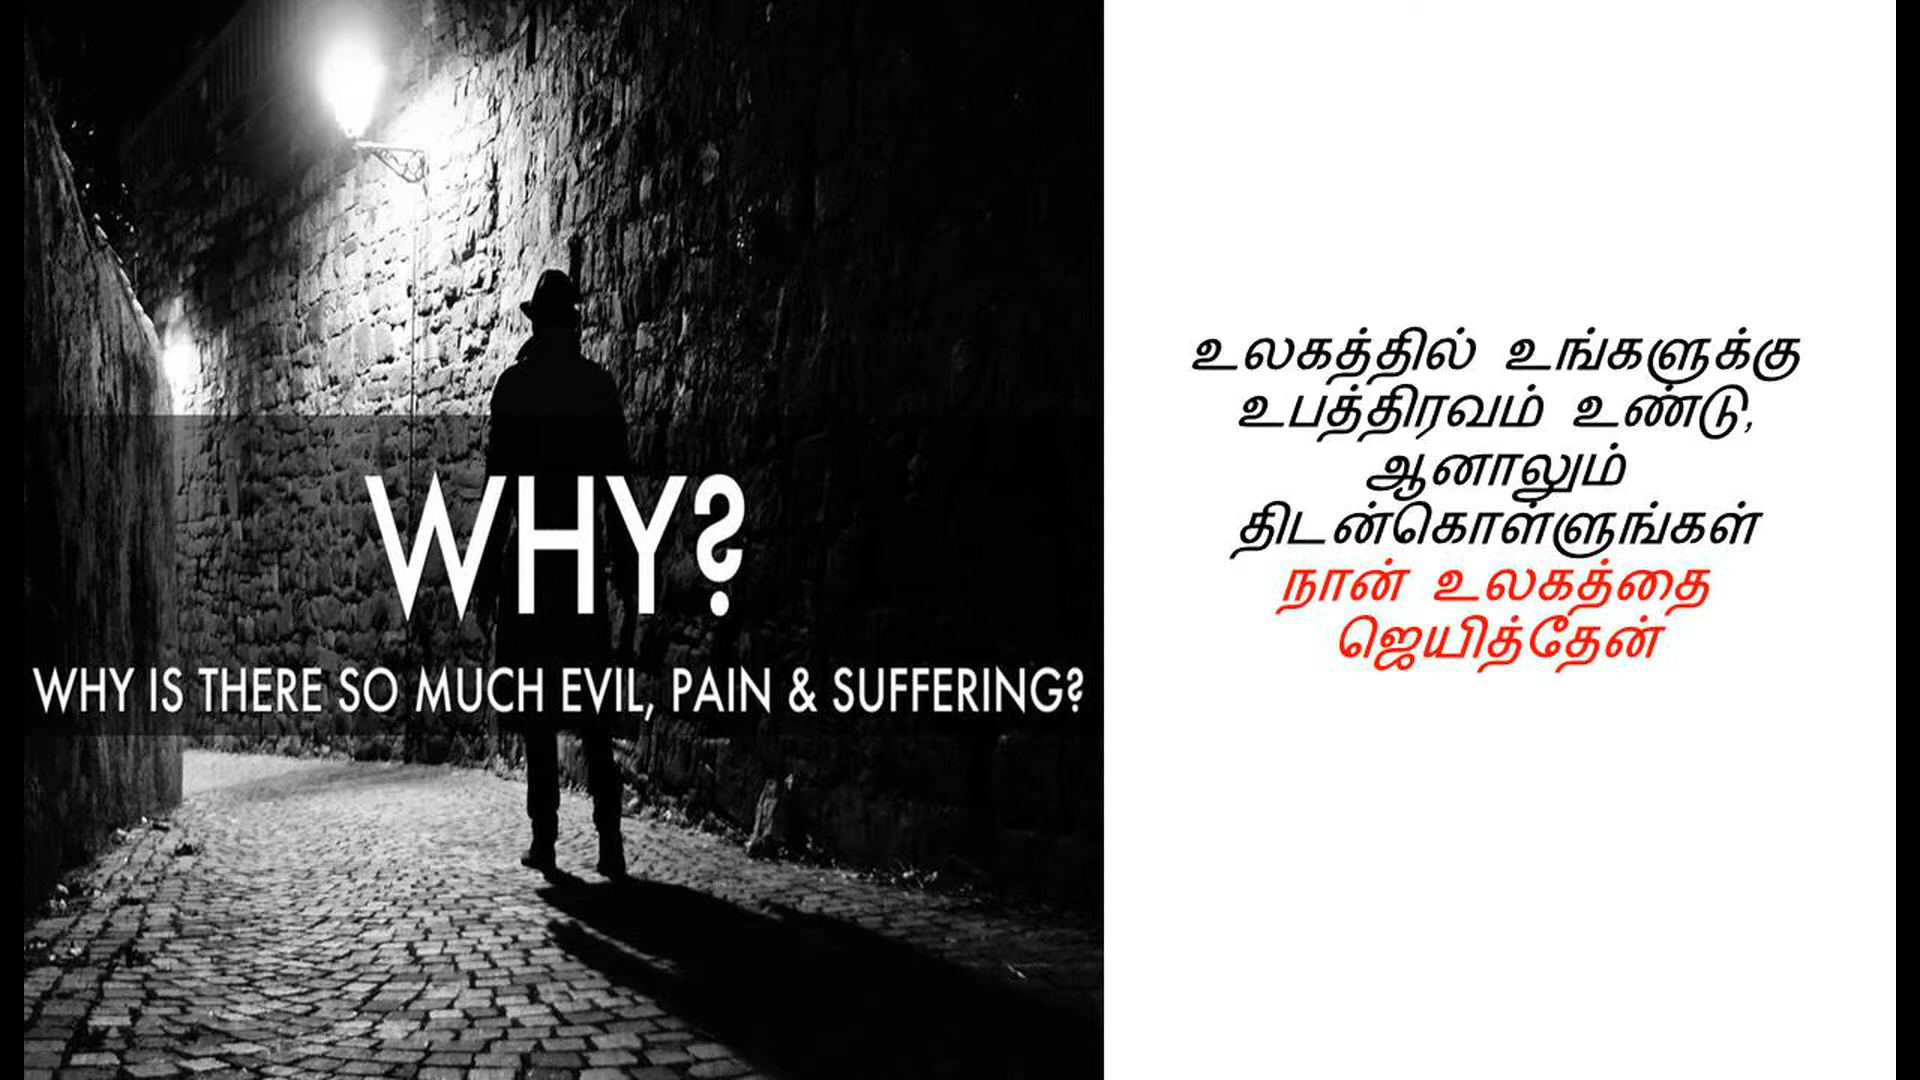 WHY?
WHY IS THERE SO MUCH EVIL, PAIN & SUFFERING?
உலகத்தில் உங்களுக்கு
உபத்திரவம் உண்டு,
ஆனாலும்
திடன்கொள்ளுங்கள்
நான் உலகத்தை
ஜெயித்தேன்